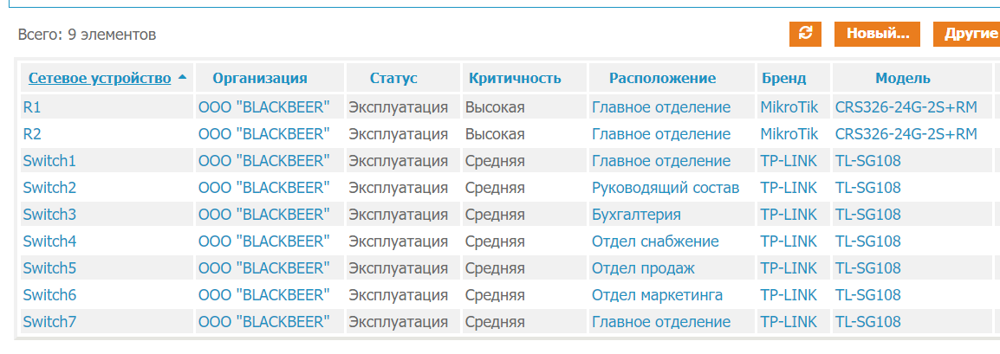 Всего: 9 элементов
Новый...
Другие
Сетевое устройство Организация Статус Критичность Расположение Бренд Модель
R1 ООО "BLACKBEER" Эксплуатация Высокая Главное отделение MikroTik CRS326-24G-2S+RM
R2 ООО "BLACKBEER" Эксплуатация Высокая Главное отделение MikroTik CRS326-24G-2S+RM
Switch1 ООО "BLACKBEER" Эксплуатация Средняя Главное отделение TP-LINK TL-SG108
Switch2 ООО "BLACKBEER" Эксплуатация Средняя Руководящий состав TP-LINK TL-SG108
Switch3 ООО "BLACKBEER" Эксплуатация Средняя Бухгалтерия TP-LINK TL-SG108
Switch4 ООО "BLACKBEER" Эксплуатация Средняя Отдел снабжение TP-LINK TL-SG108
Switch5 ООО "BLACKBEER" Эксплуатация Средняя Отдел продаж TP-LINK TL-SG108
Switch6 ООО "BLACKBEER" Эксплуатация Средняя Отдел маркетинга TP-LINK TL-SG108
Switch7 ООО "BLACKBEER" Эксплуатация Средняя Главное отделение TP-LINK TL-SG108